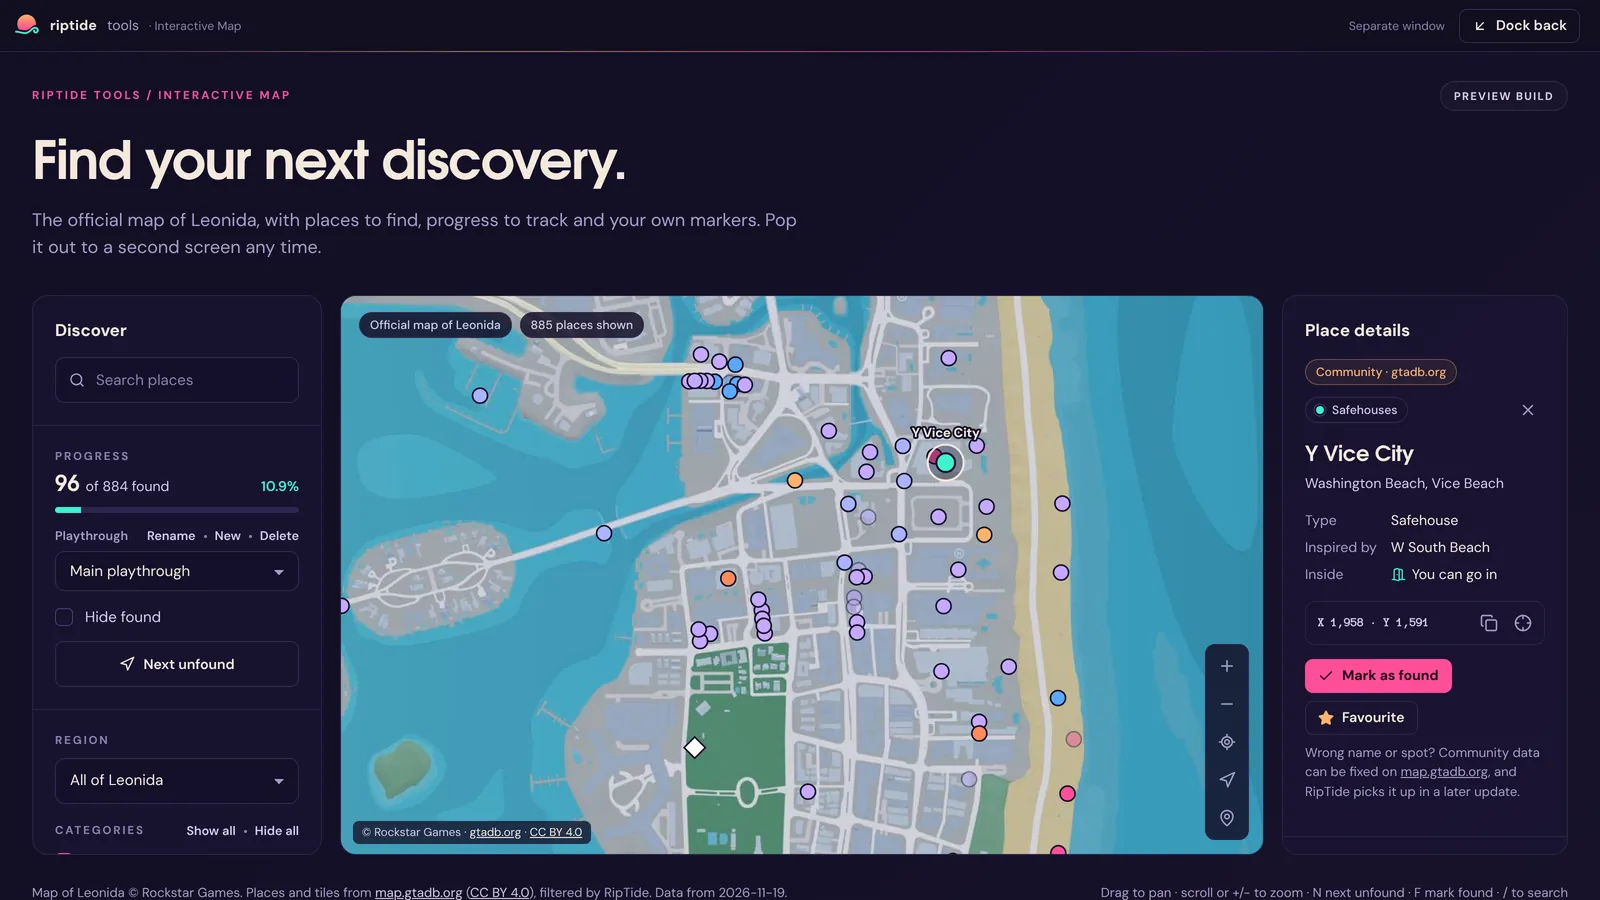 riptide tools · Interactive Map
Separate window
Dock back
RIPTIDE TOOLS / INTERACTIVE MAP
PREVIEW BUILD
Find your next discovery.
The official map of Leonida, with places to find, progress to track and your own markers. Pop
it out to a second screen any time.
Discover
Search places
PROGRESS
96 of 884 found
10.9%
Playthrough
Rename • New • Delete
Main playthrough
Hide found
Next unfound
REGION
All of Leonida
CATEGORIES
Show all • Hide all
Official map of Leonida
885 places shown
Y Vice City
© Rockstar Games · gtadb.org · CC BY 4.0
Place details
Community · gtadb.org
Safehouses
Y Vice City
Washington Beach, Vice Beach
Type Safehouse
Inspired by W South Beach
Inside You can go in
X 1,958 · Y 1,591
Mark as found
Favourite
Wrong name or spot? Community data
can be fixed on map.gtadb.org, and
RipTide picks it up in a later update.
Map of Leonida © Rockstar Games. Places and tiles from map.gtadb.org (CC BY 4.0), filtered by RipTide. Data from 2026-11-19.
Drag to pan · scroll or +/- to zoom · N next unfound · F mark found · / to search